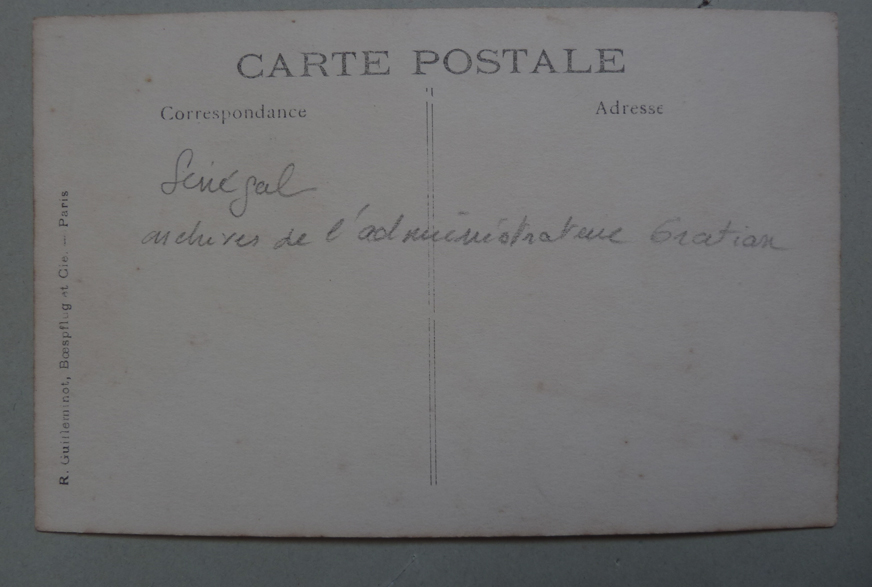 CARTE POSTALE
Correspondance
Adresse
Sénégal
archives de l'administrateur Gratian
R. Guilleminot, Bœspflug et Cie. — Paris